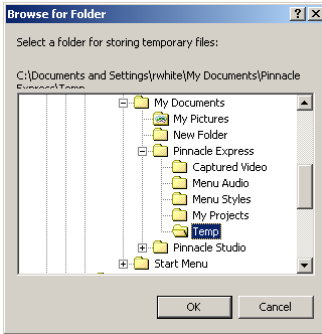 Browse for Folder
Select a folder for storing temporary files:
C:\Documents and Settings\rwhite\My Documents\Pinnacle
Express\Temp
My Documents
My Pictures
New Folder
Pinnacle Express
Captured Video
Menu Audio
Menu Styles
My Projects
Temp
Pinnacle Studio
Start Menu
OK Cancel